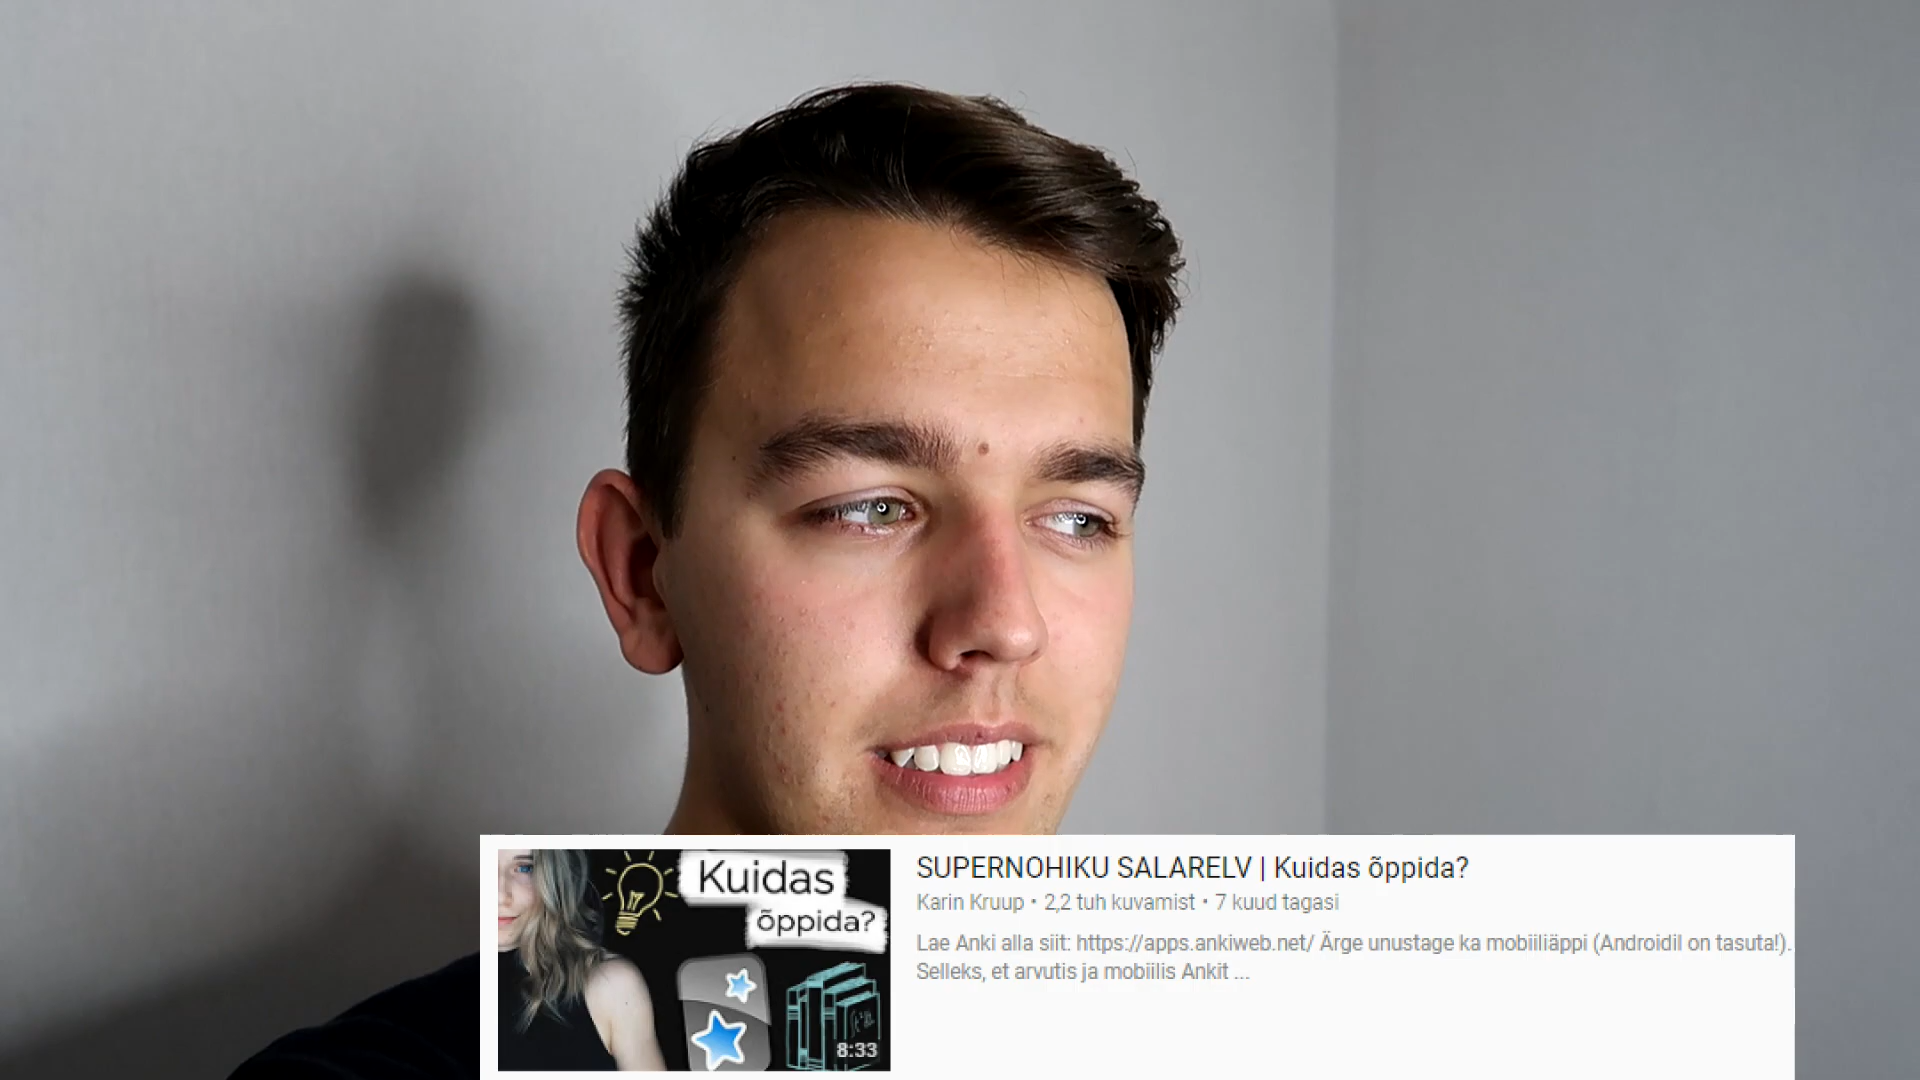 Kuidas
õppida?
8:33
SUPERNOHIKU SALARELV | Kuidas õppida?
Karin Kruup • 2,2 tuh kuvamist • 7 kuud tagasi
Lae Anki alla siit: https://apps.ankiweb.net/ Ärge unustage ka mobiiliäppi (Androidil on tasuta!).
Selleks, et arvutis ja mobiilis Ankit ...